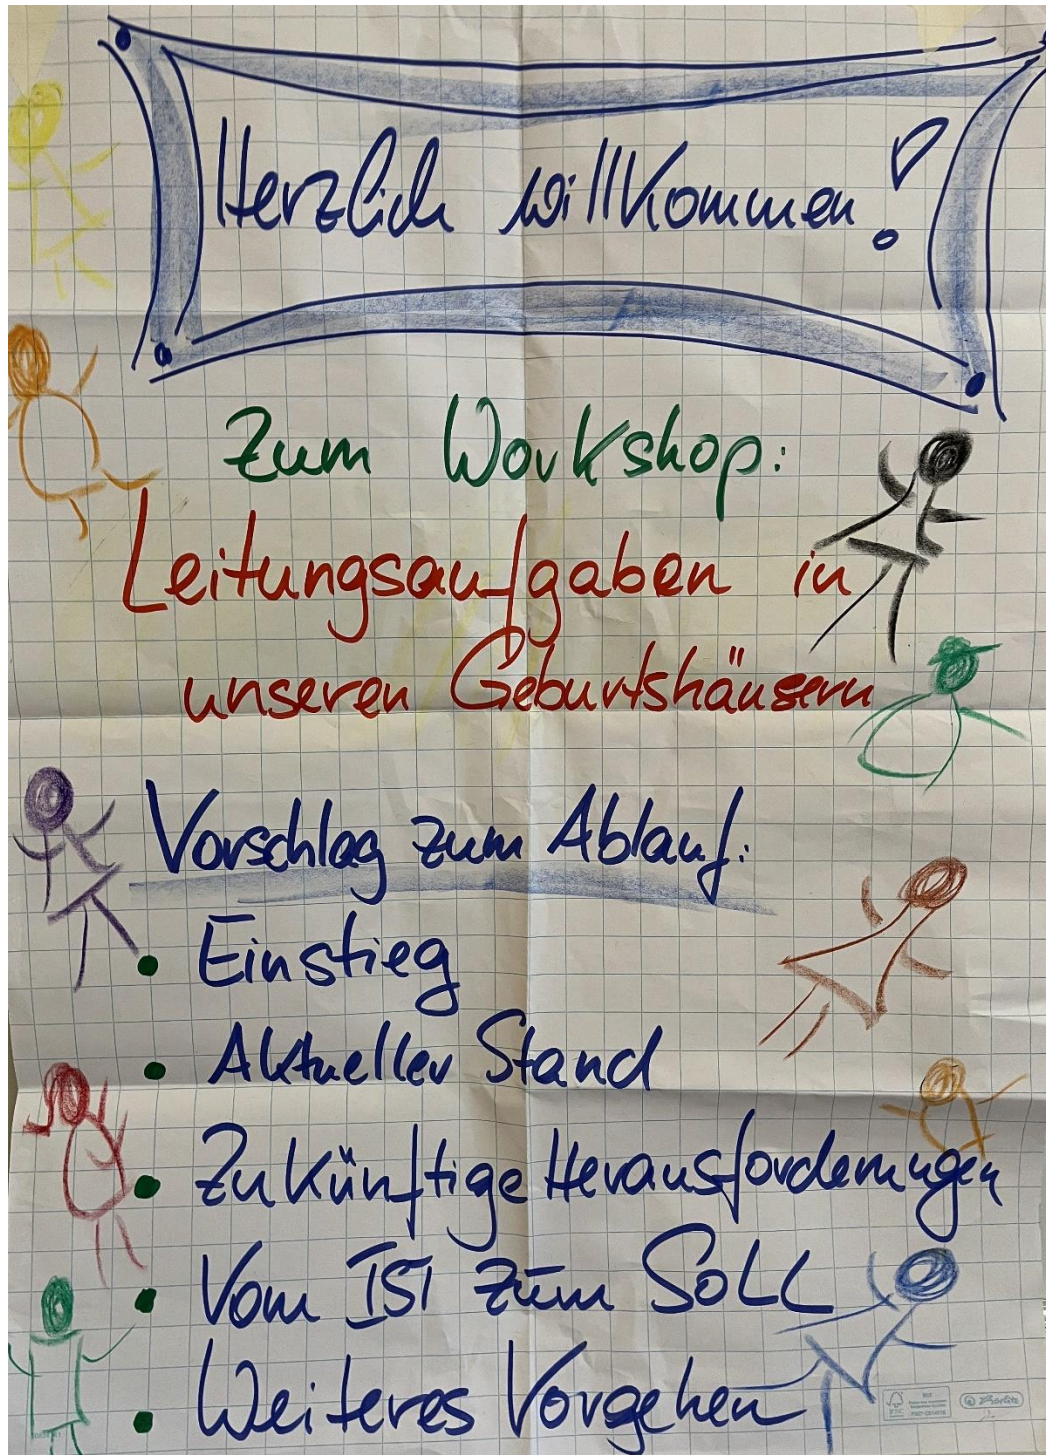 Herzlich willkommen!
Zum Workshop:
Leitungsaufgaben in
unseren Geburtshäusern
Vorschlag zum Ablauf:
• Einstieg
• Aktueller Stand
• Zukünftige Herausforderungen
• Vom IST zum SOLL
• Weiteres Vorgehen
FSC